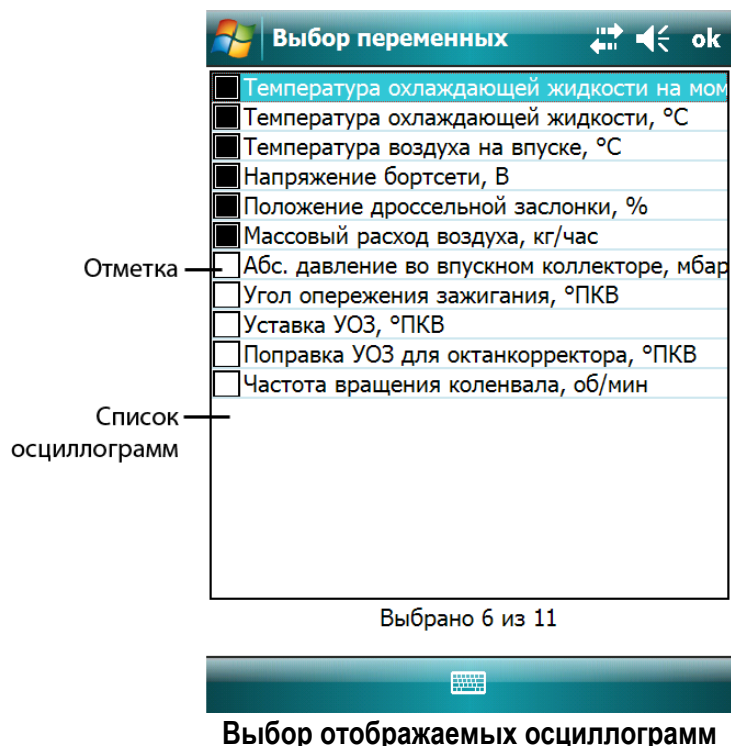 Выбор переменных ok
Температура охлаждающей жидкости на мом
Температура охлаждающей жидкости, °C
Температура воздуха на впуске, °C
Напряжение бортсети, В
Положение дроссельной заслонки, %
Массовый расход воздуха, кг/час
Отметка
Абс. давление во впускном коллекторе, мбар
Угол опережения зажигания, °ПКВ
Уставка УОЗ, °ПКВ
Поправка УОЗ для октанкорректора, °ПКВ
Частота вращения коленвала, об/мин
Список
осциллограмм
Выбрано 6 из 11
Выбор отображаемых осциллограмм